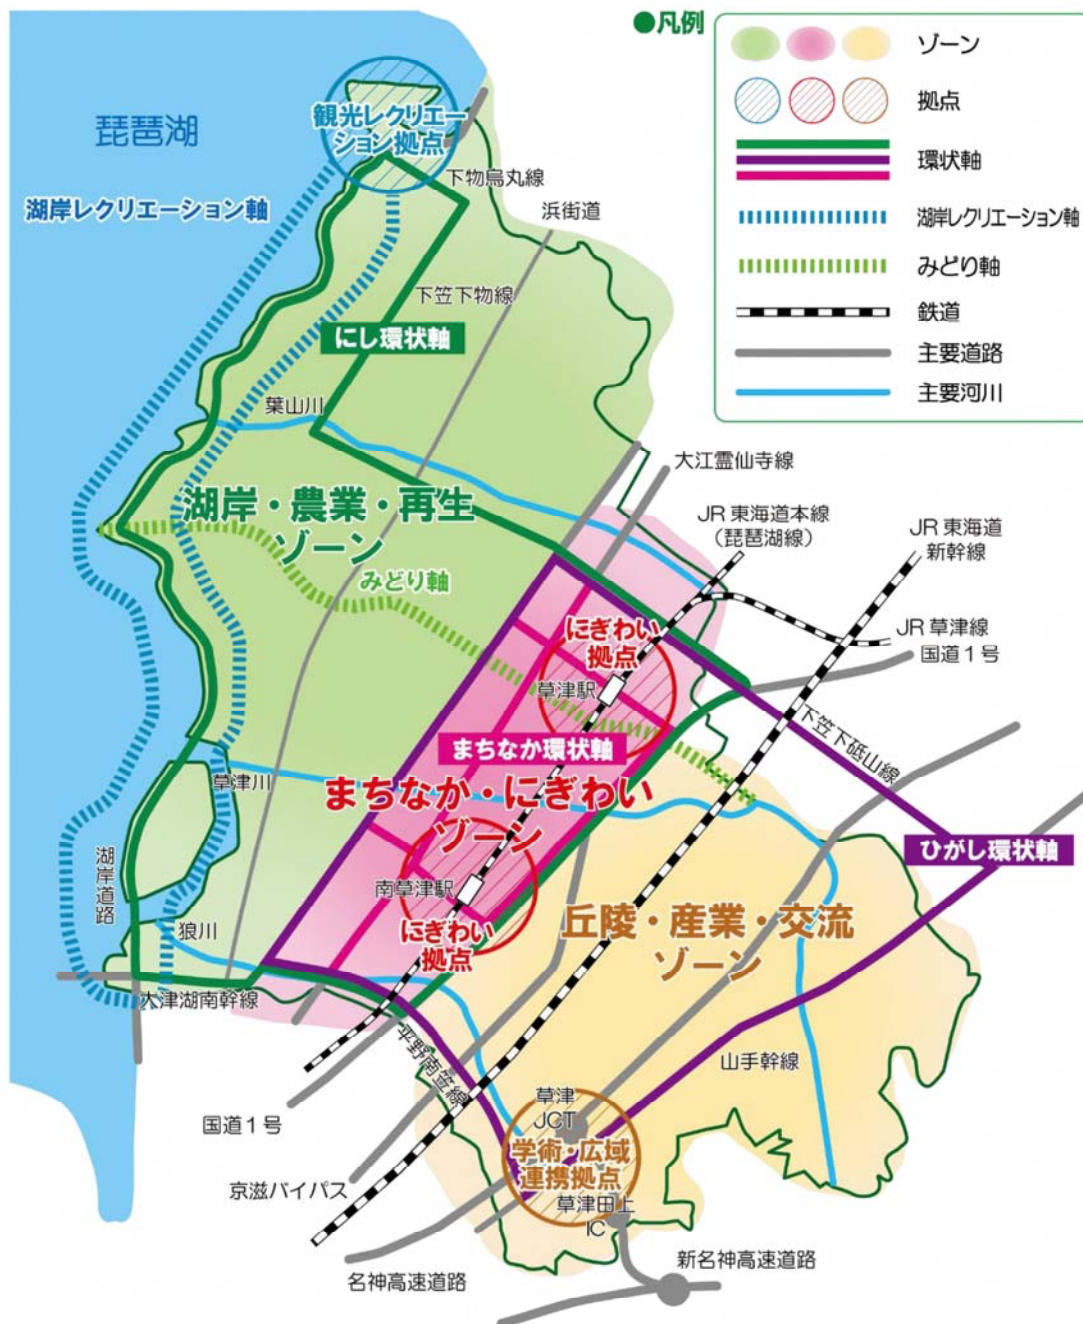 ●凡例
ゾーン
拠点
環状軸
湖岸レクリエーション軸
みどり軸
鉄道
主要道路
主要河川
琵琶湖
観光レクリエー
ション拠点
湖岸レクリエーション軸
下物烏丸線
浜街道
下笠下物線
にし環状軸
葉山川
大江霊仙寺線
湖岸・農業・再生
ゾーン
JR 東海道本線
（琵琶湖線）
JR 東海道
新幹線
みどり軸
JR 草津線
国道１号
にぎわい
拠点
草津駅
下笠下砥山線
まちなか環状軸
草津川
まちなか・にぎわい
ゾーン
ひがし環状軸
湖岸道路
南草津駅
狼川
にぎわい
拠点
丘陵・産業・交流
ゾーン
大津湖南幹線
平野南笠線
山手幹線
国道１号
草津
JCT
学術・広域
連携拠点
京滋バイパス
草津田上
IC
名神高速道路
新名神高速道路